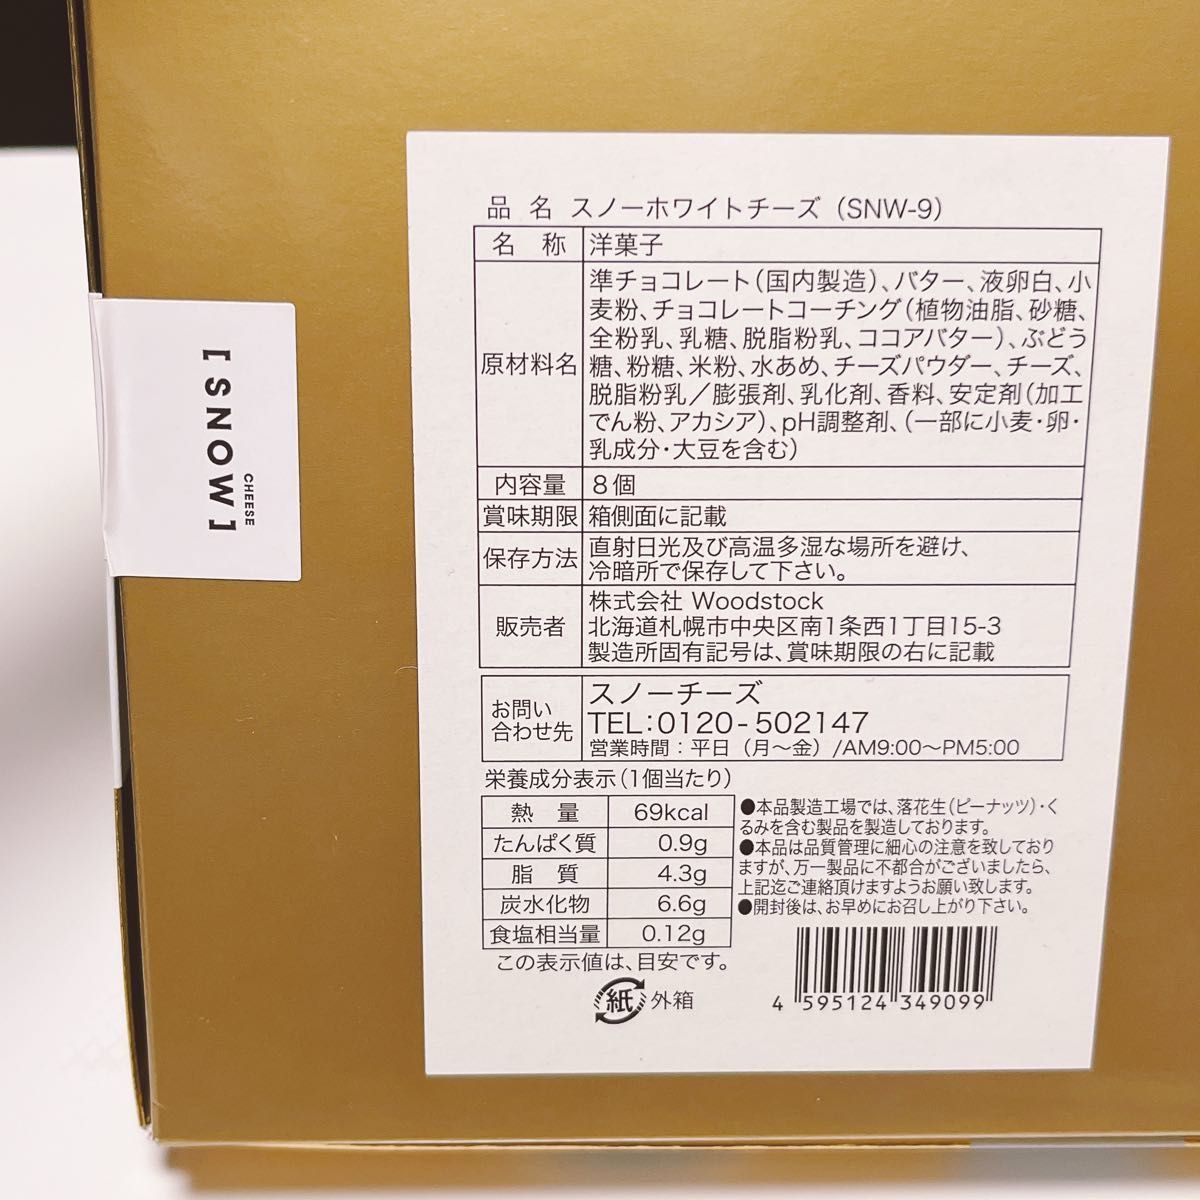 [ SNOW ]
CHEESE
品 名 スノーホワイトチーズ（SNW-9）
名 称 洋菓子
原材料名
準チョコレート（国内製造）、バター、液卵白、小
麦粉、チョコレートコーチング（植物油脂、砂糖、
全粉乳、乳糖、脱脂粉乳、ココアバター）、ぶどう
糖、粉糖、米粉、水あめ、チーズパウダー、チーズ、
脱脂粉乳／膨張剤、乳化剤、香料、安定剤（加工
でん粉、アカシア）、pH調整剤、（一部に小麦・卵・
乳成分・大豆を含む）
内容量 8個
賞味期限 箱側面に記載
保存方法
直射日光及び高温多湿な場所を避け、
冷暗所で保存して下さい。
販売者
株式会社 Woodstock
北海道札幌市中央区南1条西1丁目15-3
製造所固有記号は、賞味期限の右に記載
お問い
合わせ先
スノーチーズ
TEL：0120-502147
営業時間：平日（月～金）/AM9:00～PM5:00
栄養成分表示（1個当たり）
熱 量 69kcal
たんぱく質 0.9g
脂 質 4.3g
炭水化物 6.6g
食塩相当量 0.12g
この表示値は、目安です。
●本品製造工場では、落花生（ピーナッツ）・く
るみを含む製品を製造しております。
●本品は品質管理に細心の注意を致しており
ますが、万一製品に不都合がございましたら、
上記迄ご連絡頂けますようお願い致します。
●開封後は、お早めにお召し上がり下さい。
紙 外箱
4 595124 349099